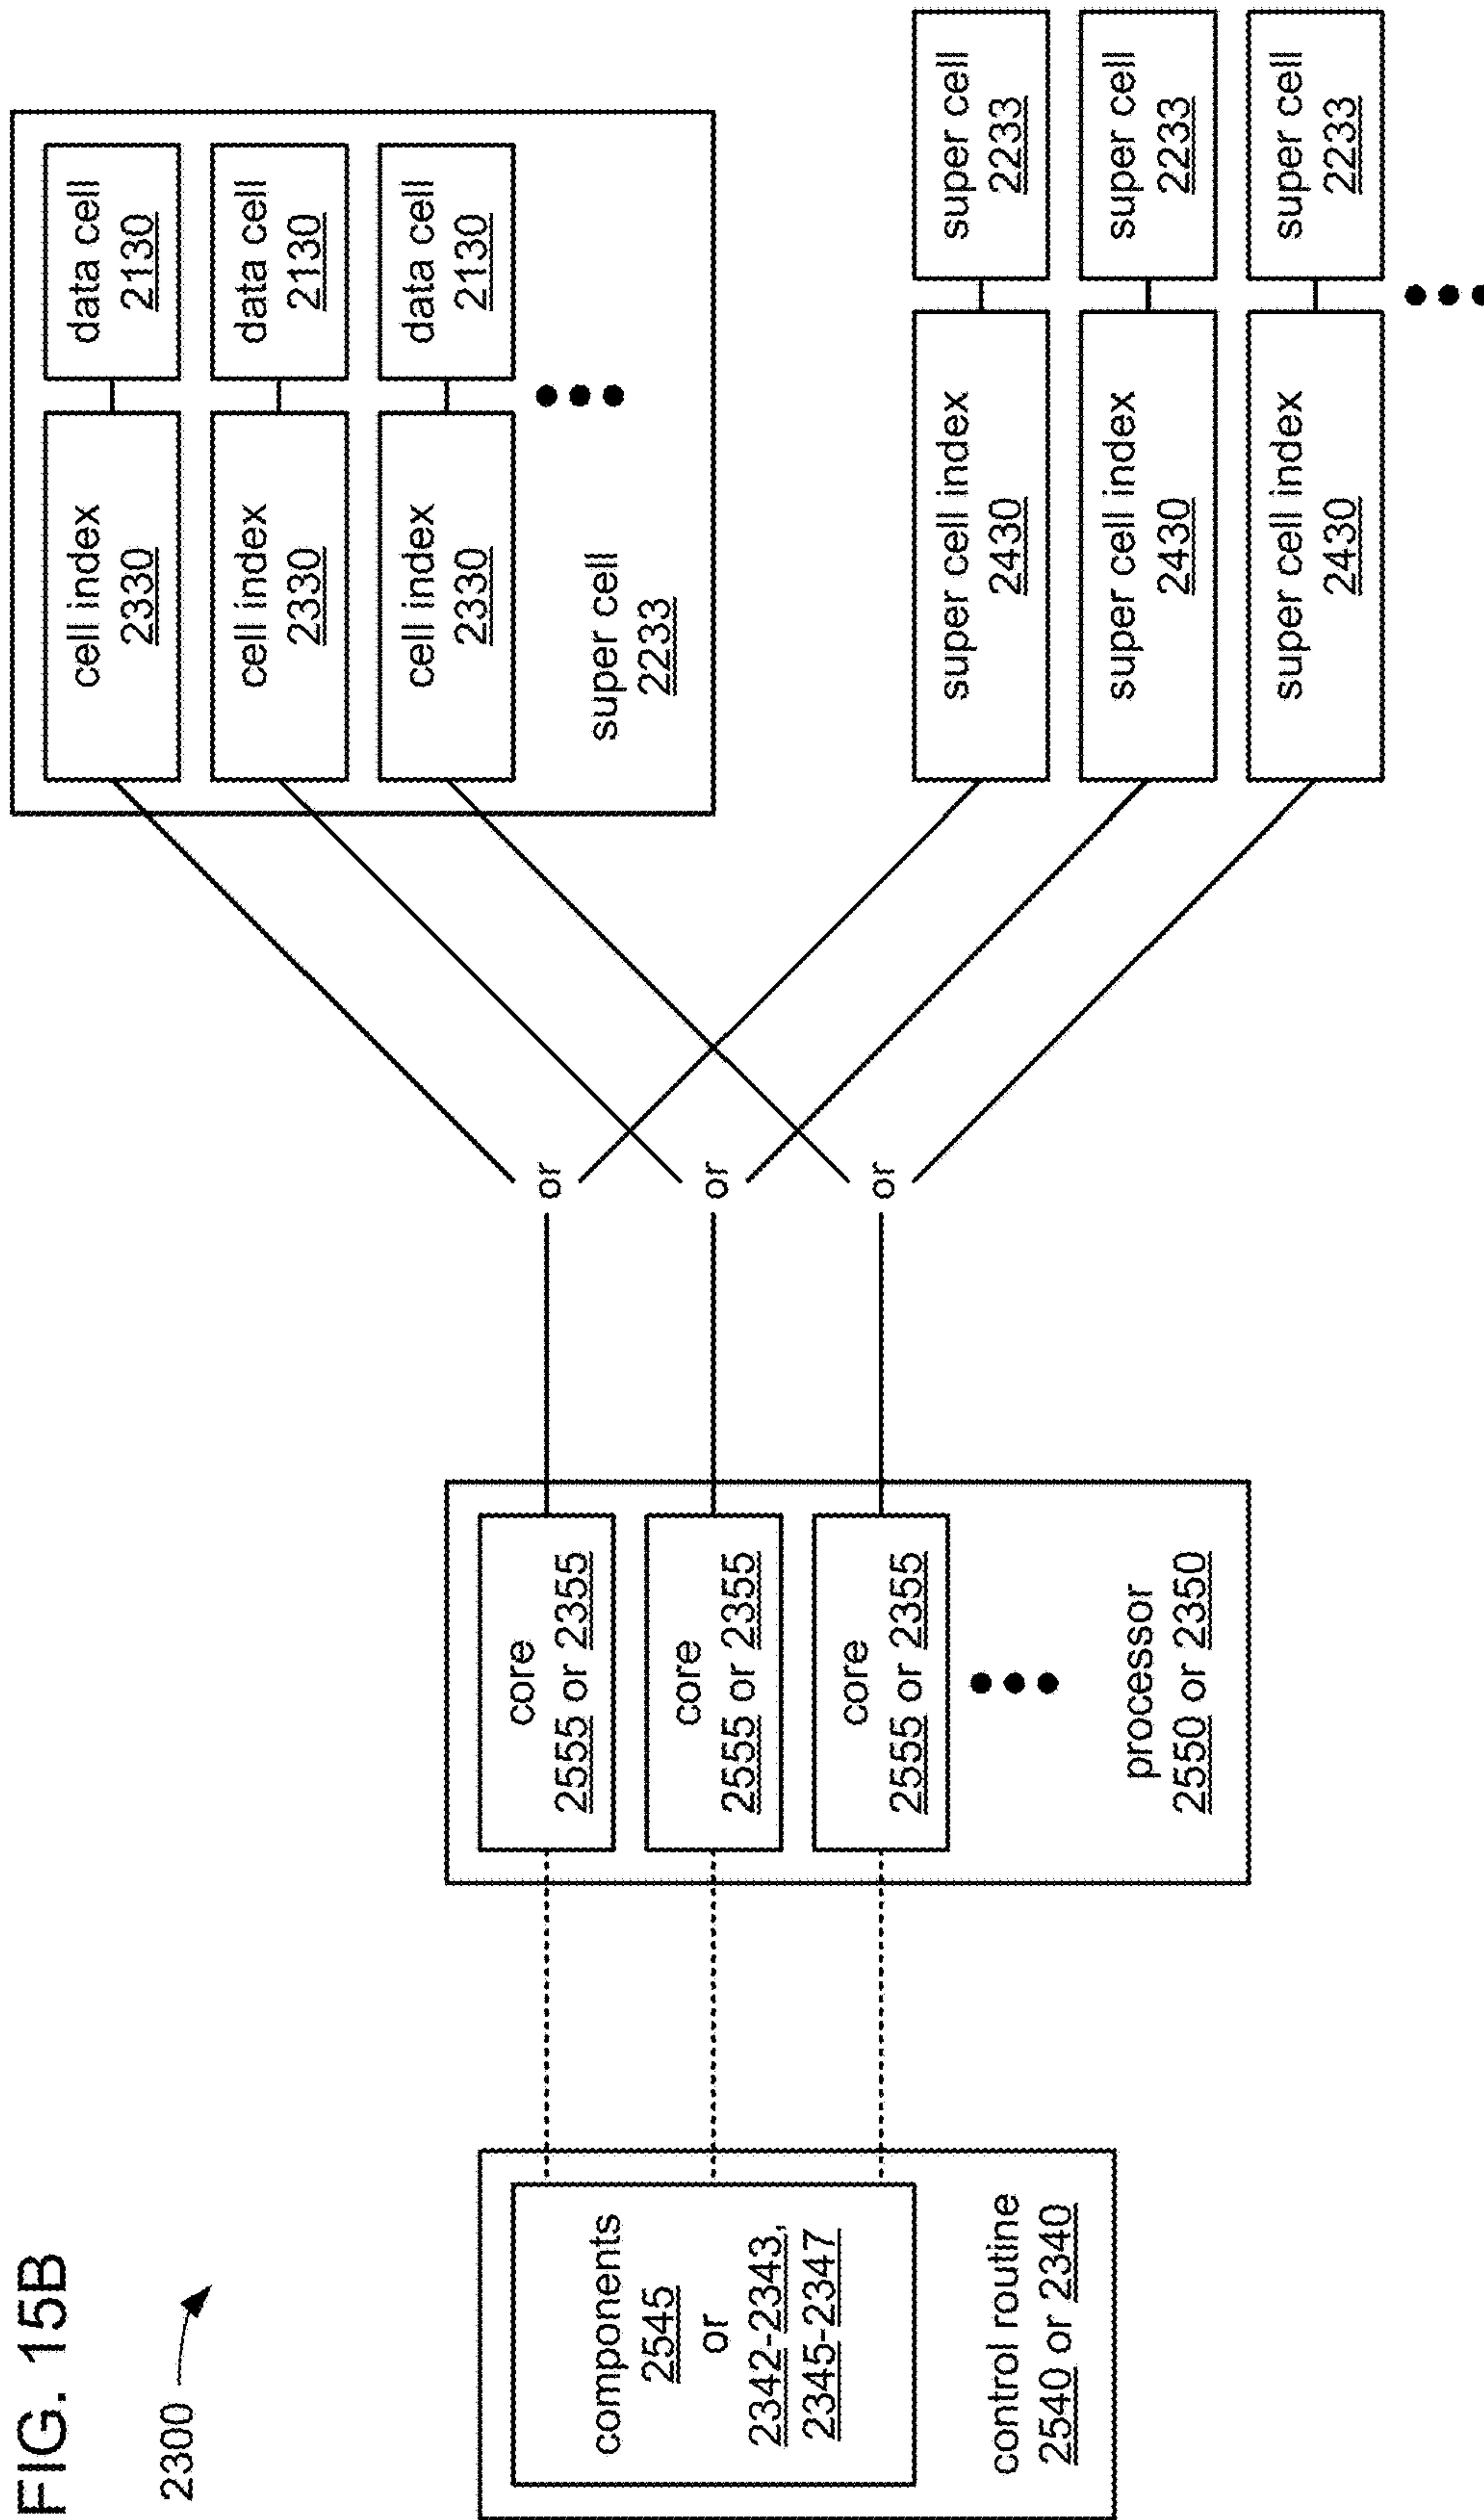 FIG. 15B
2300
components
2545
or
2342-2343,
2345-2347
control routine
2540 or 2340
core
2555 or 2355
core
2555 or 2355
core
2555 or 2355
processor
2550 or 2350
or
or
or
cell index
2330
data cell
2130
cell index
2330
data cell
2130
cell index
2330
data cell
2130
super cell
2233
super cell index
2430
super cell
2233
super cell index
2430
super cell
2233
super cell index
2430
super cell
2233